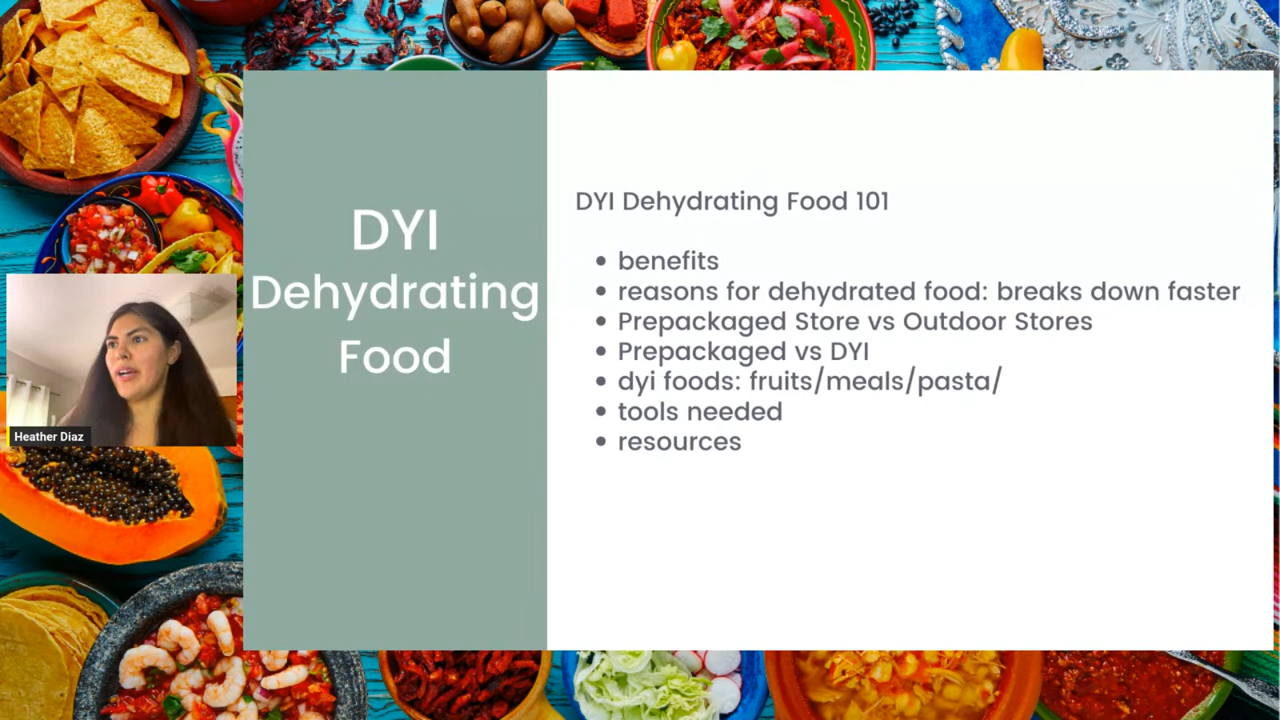 DYI
Dehydrating
Food
DYI Dehydrating Food 101
benefits
reasons for dehydrated food: breaks down faster
Prepackaged Store vs Outdoor Stores
Prepackaged vs DYI
dyi foods: fruits/meals/pasta/
tools needed
resources
Heather Diaz